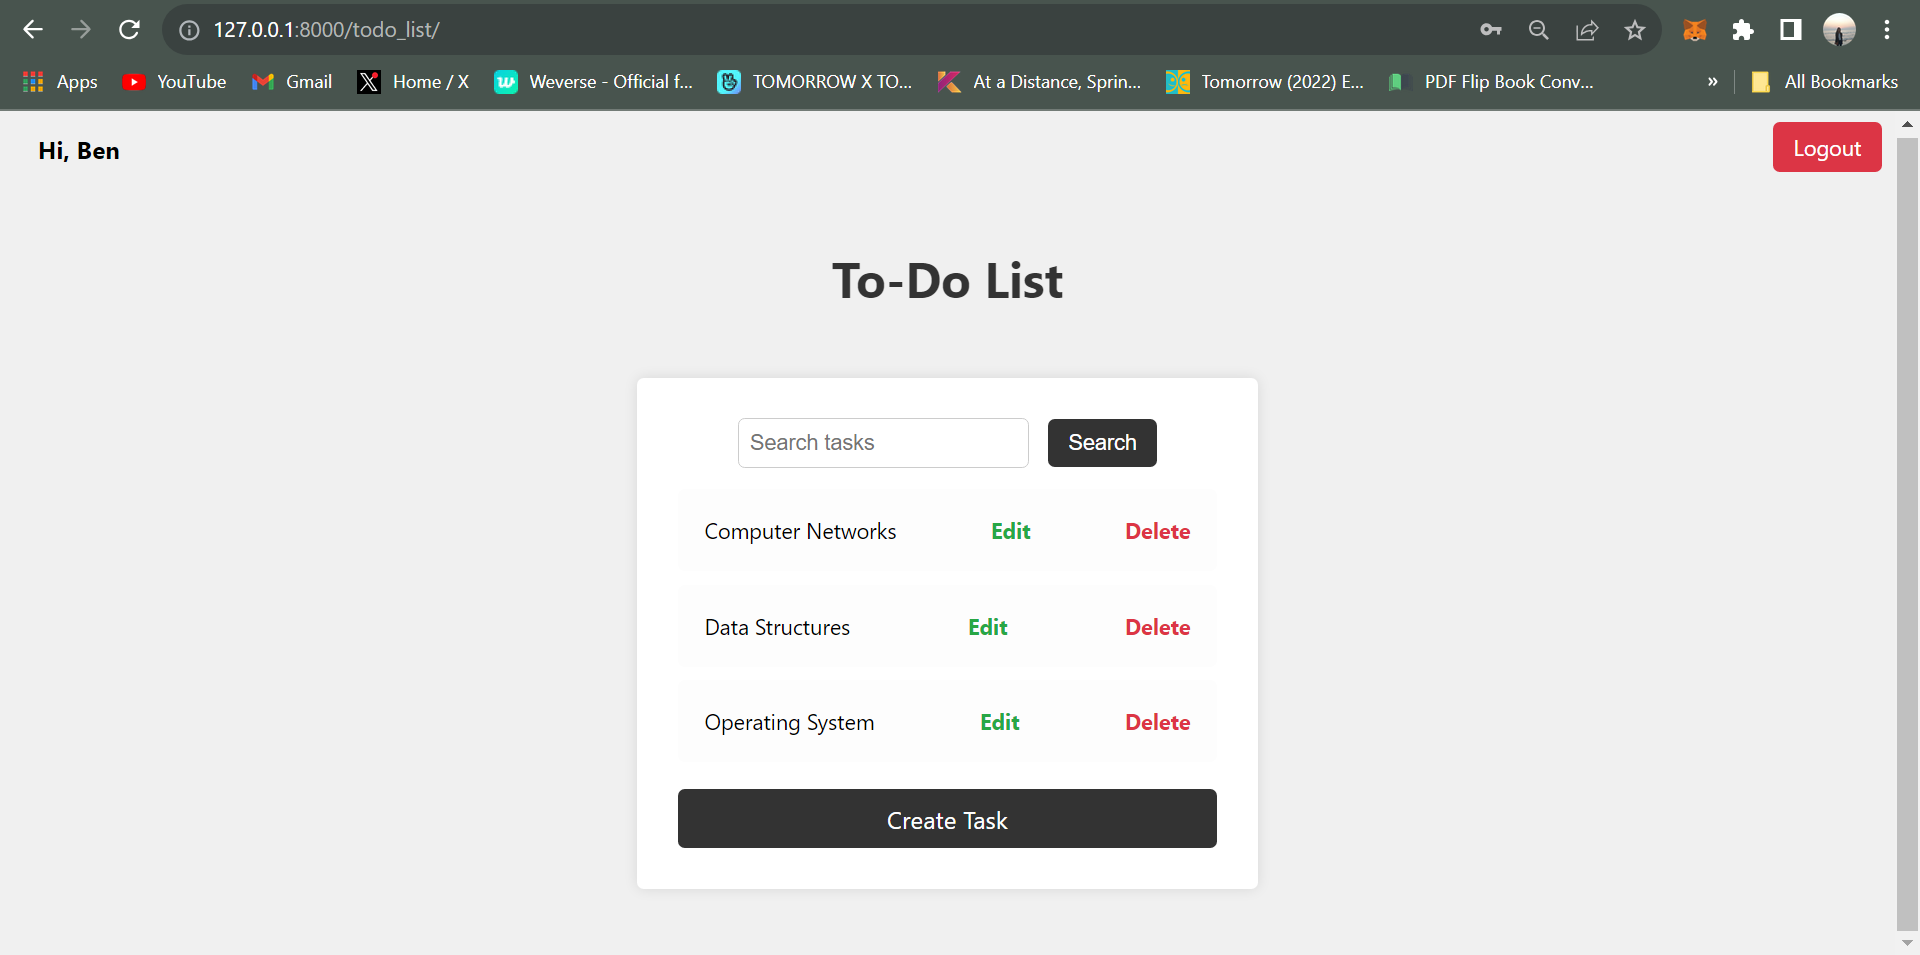 127.0.0.1:8000/todo_list/
Apps YouTube Gmail Home / X Weverse - Official f... TOMORROW X TO... At a Distance, Sprin... Tomorrow (2022) E... PDF Flip Book Conv... » All Bookmarks
Hi, Ben Logout
To-Do List
Search tasks Search
Computer Networks Edit Delete
Data Structures Edit Delete
Operating System Edit Delete
Create Task